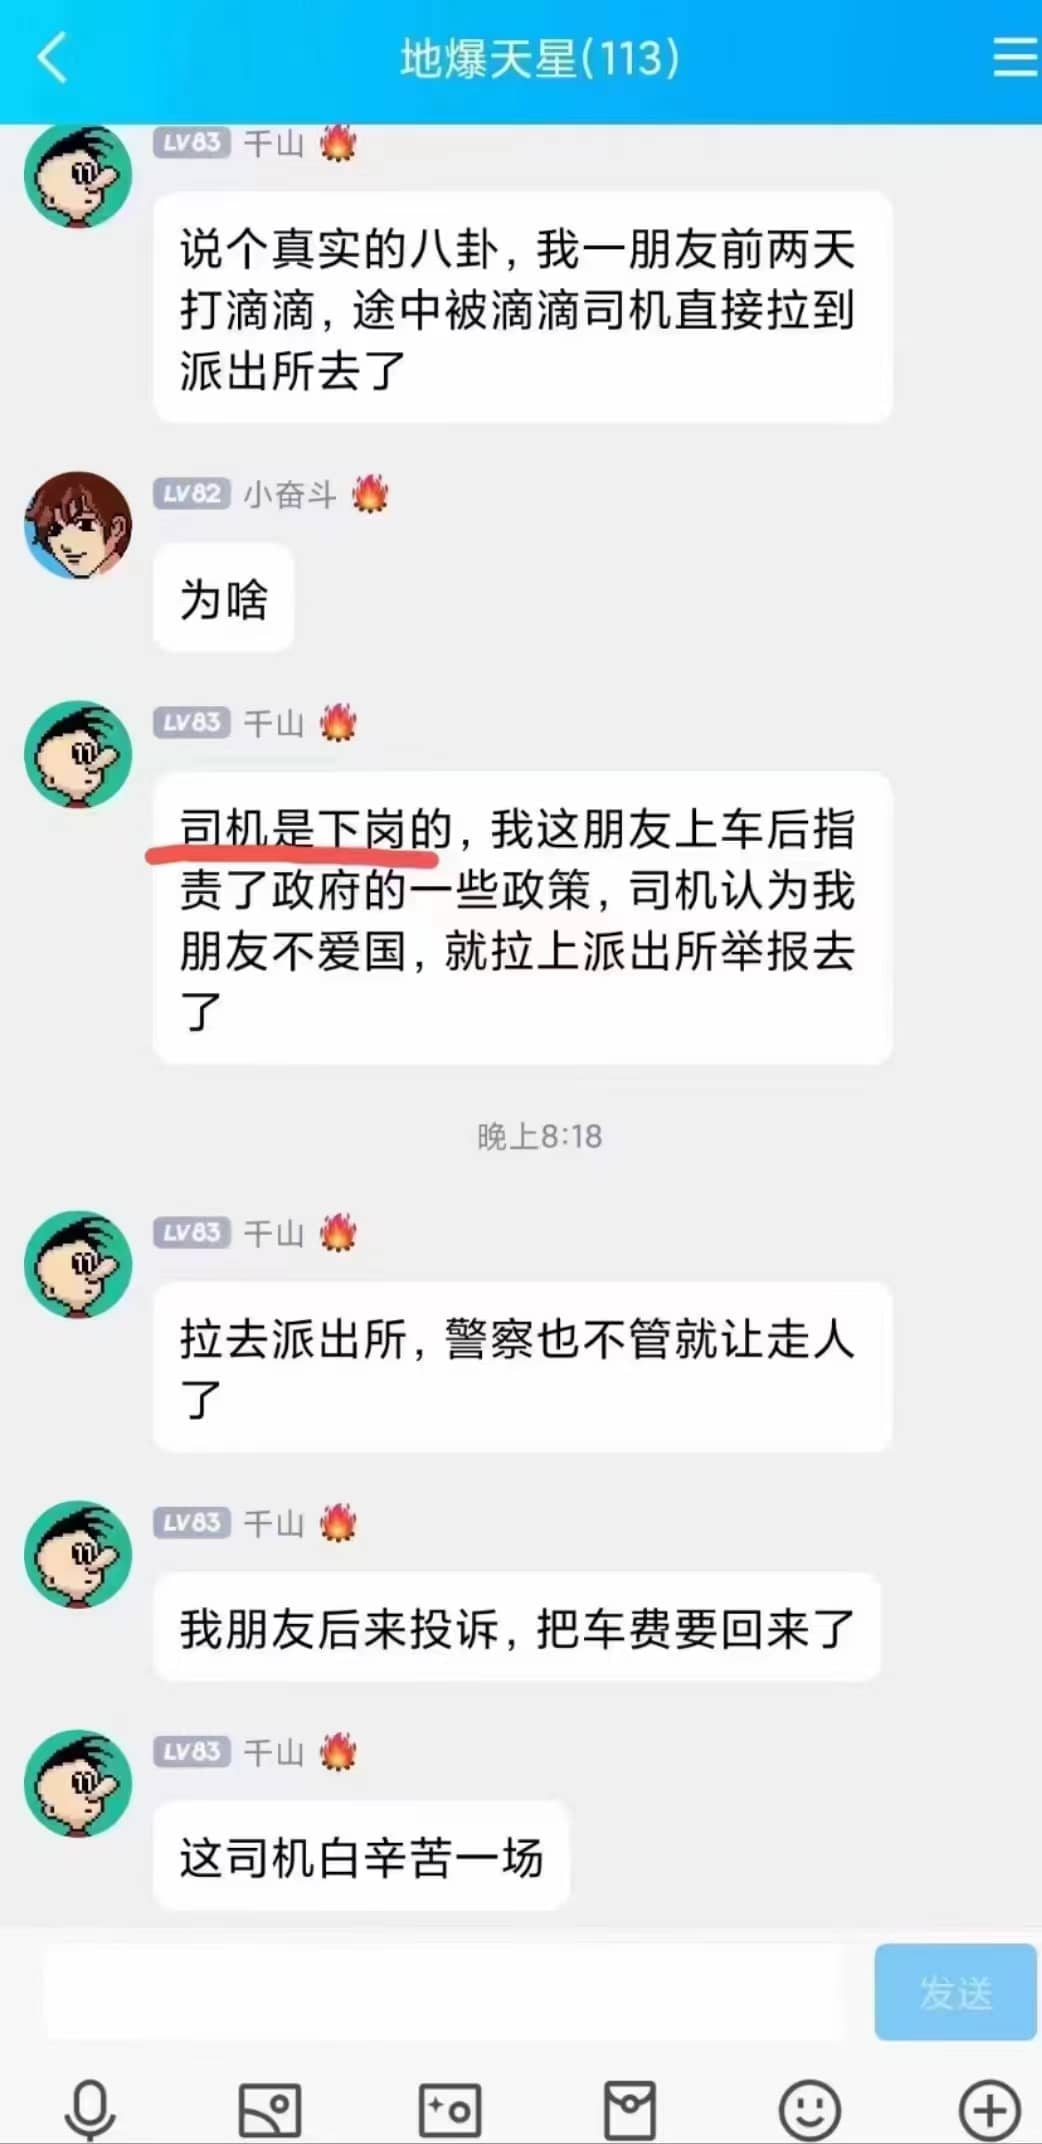 地爆天星(113)
LV83 千山
说个真实的八卦，我一朋友前两天
打滴滴，途中被滴滴司机直接拉到
派出所去了
LV82 小奋斗
为啥
LV83 千山
司机是下岗的，我这朋友上车后指
责了政府的一些政策，司机认为我
朋友不爱国，就拉上派出所举报去
了
晚上8:18
LV83 千山
拉去派出所，警察也不管就让走人
了
LV83 千山
我朋友后来投诉，把车费要回来了
LV83 千山
这司机白辛苦一场
发送